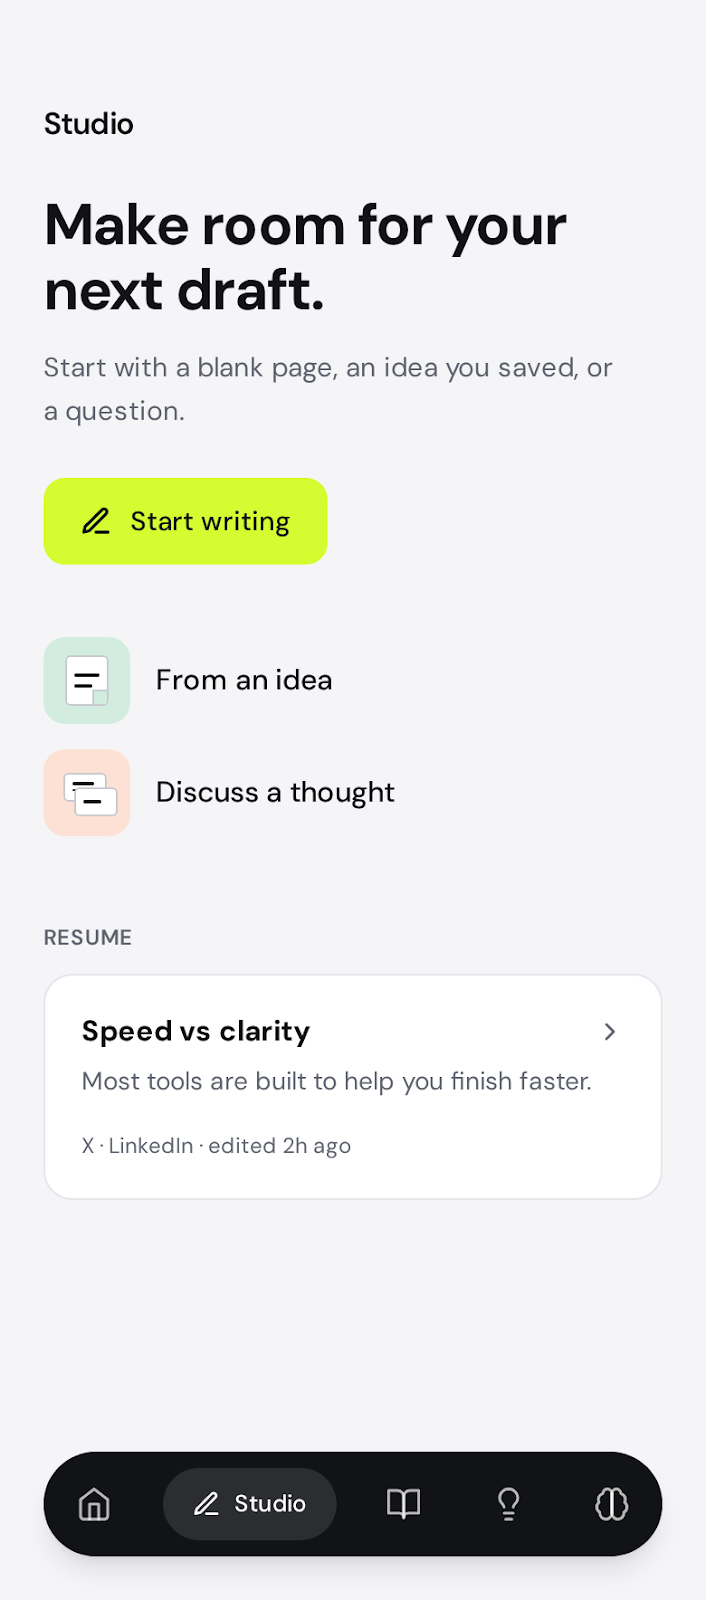 Studio
Make room for your
next draft.
Start with a blank page, an idea you saved, or
a question.
Start writing
From an idea
Discuss a thought
RESUME
Speed vs clarity
Most tools are built to help you finish faster.
X · LinkedIn · edited 2h ago
Studio